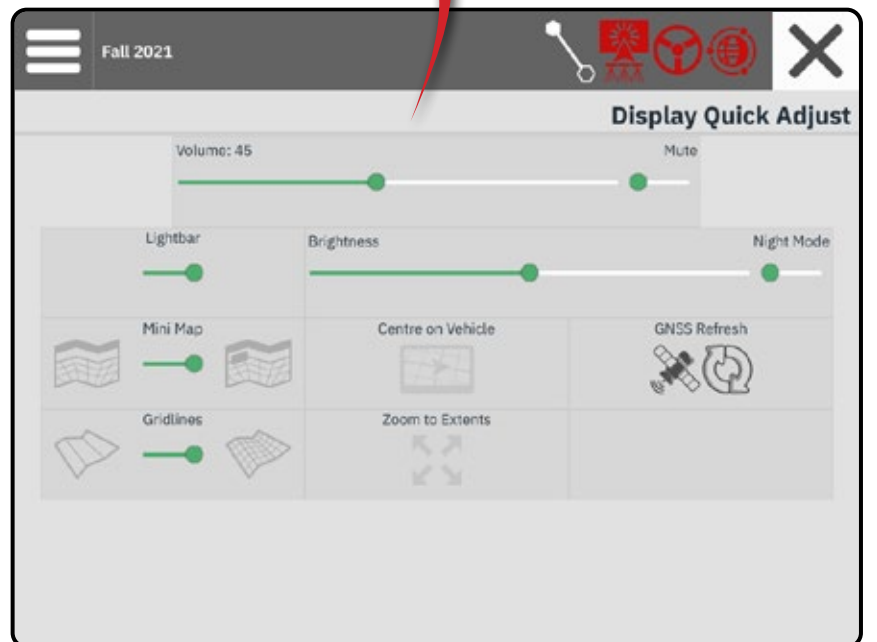 Fall 2021
Display Quick Adjust
Volume: 45
Mute
Lightbar
Brightness
Night Mode
Mini Map
Centre on Vehicle
GNSS Refresh
Gridlines
Zoom to Extents